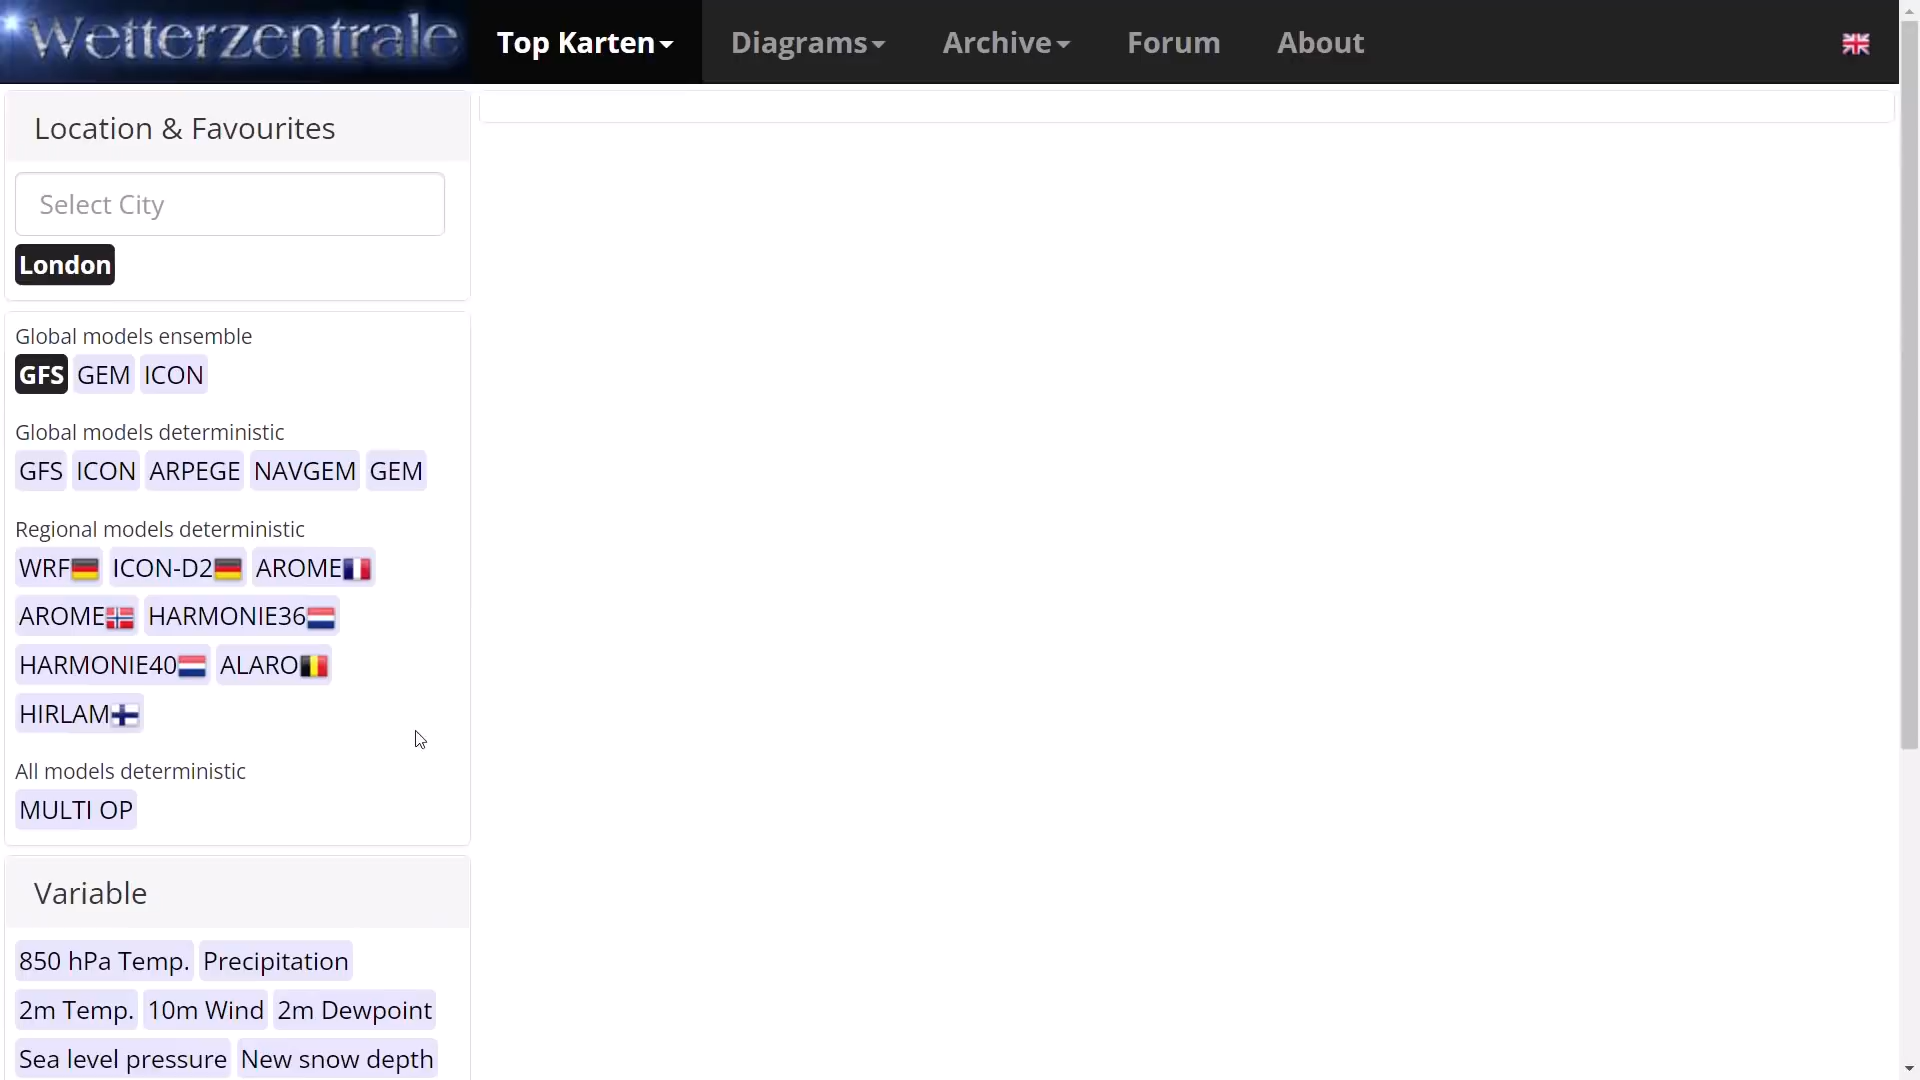 Wetterzentrale Top Karten Diagrams Archive Forum About
Location & Favourites
Select City
London
Global models ensemble
GFS GEM ICON
Global models deterministic
GFS ICON ARPEGE NAVGEM GEM
Regional models deterministic
WRF ICON-D2 AROME
AROME HARMONIE36
HARMONIE40 ALARO
HIRLAM
All models deterministic
MULTI OP
Variable
850 hPa Temp. Precipitation
2m Temp. 10m Wind 2m Dewpoint
Sea level pressure New snow depth